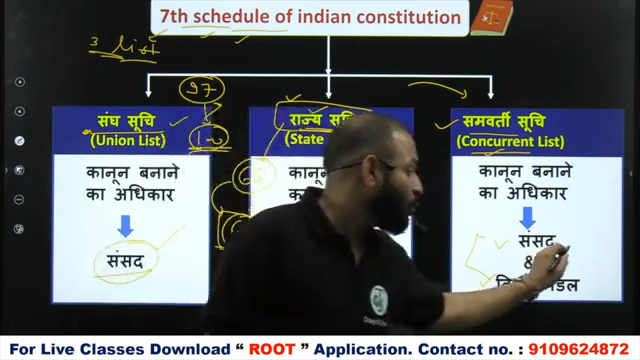 7th schedule of indian constitution
3 list
97
संघ सूचि
(Union List)
कानून बनाने
का अधिकार
संसद
राज्य
(State
समवर्ती सूचि
(Concurrent List)
कानून बनाने
का अधिकार
संसद
&
For Live Classes Download “ ROOT ” Application. Contact no. : 9109624872